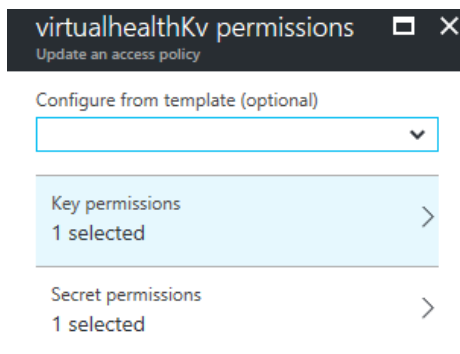 virtualhealthKv permissions
Update an access policy
Configure from template (optional)
Key permissions
1 selected
Secret permissions
1 selected